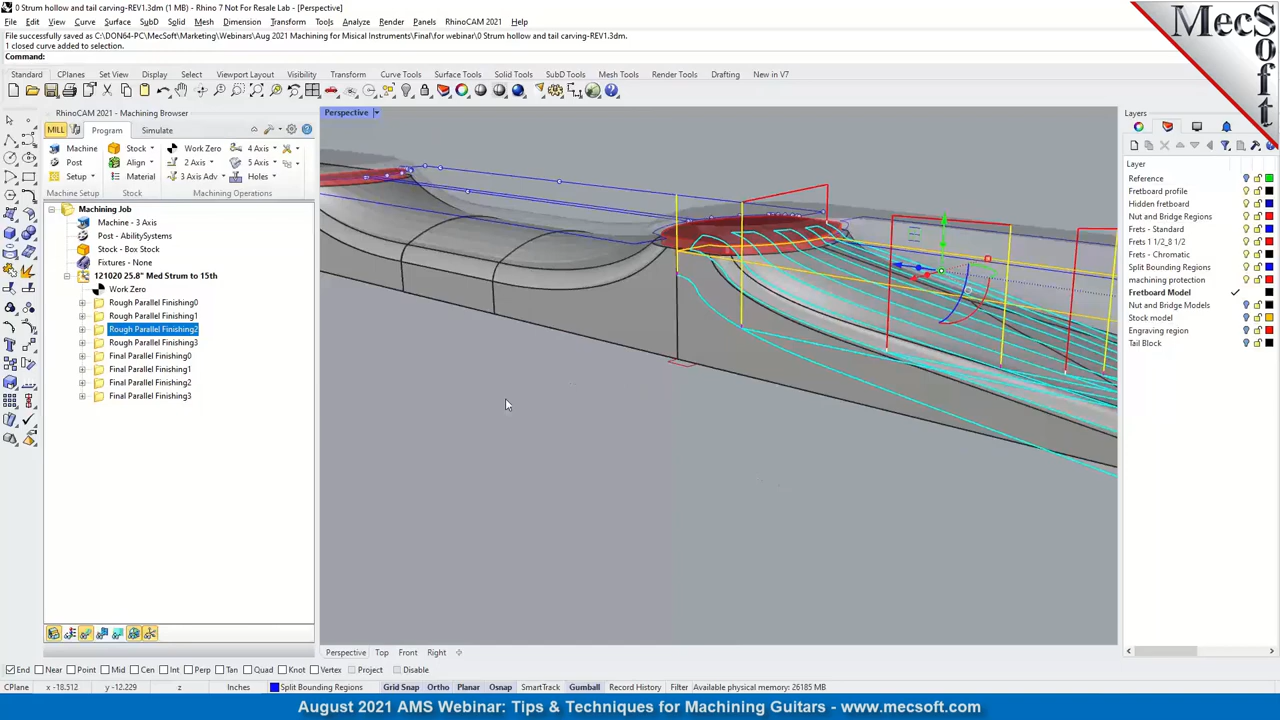 0 Strum hollow and tail carving-REV1.3dm (1 MB) - Rhino 7 Not For Resale Lab - [Perspective]
File Edit View Curve Surface SubD Solid Mesh Dimension Transform Tools Analyze Render Panels RhinoCAM 2021 Help
File successfully saved as C:\DON64-PC\MecSoft\Marketing\Webinars\Aug 2021 Machining for Misical Instruments\Final\for webinar\0 Strum hollow and tail carving-REV1.3dm.
1 closed curve added to selection.
Command:
Standard CPlanes Set View Display Select Viewport Layout Visibility Transform Curve Tools Surface Tools Solid Tools SubD Tools Mesh Tools Render Tools Drafting New in V7
RhinoCAM 2021 - Machining Browser
MILL Program Simulate
Machine Stock Work Zero 4 Axis
Post Align 2 Axis 5 Axis
Setup Material 3 Axis Adv Holes
Machine Setup Stock Machining Operations
Machining Job
Machine - 3 Axis
Post - AbilitySystems
Stock - Box Stock
Fixtures - None
121020 25.8" Med Strum to 15th
Work Zero
Rough Parallel Finishing0
Rough Parallel Finishing1
Rough Parallel Finishing2
Rough Parallel Finishing3
Final Parallel Finishing0
Final Parallel Finishing1
Final Parallel Finishing2
Final Parallel Finishing3
Perspective
Layers
Layer
Reference
Fretboard profile
Hidden fretboard
Nut and Bridge Regions
Frets - Standard
Frets 1 1/2_8 1/2
Frets - Chromatic
Split Bounding Regions
machining protection
Fretboard Model
Nut and Bridge Models
Stock model
Engraving region
Tail Block
MecSoft
Perspective Top Front Right
End Near Point Mid Cen Int Perp Tan Quad Knot Vertex Project Disable
CPlane x -18.512 y -12.229 z Inches Split Bounding Regions Grid Snap Ortho Planar Osnap SmartTrack Gumball Record History Filter Available physical memory: 26185 MB
August 2021 AMS Webinar: Tips & Techniques for Machining Guitars - www.mecsoft.com